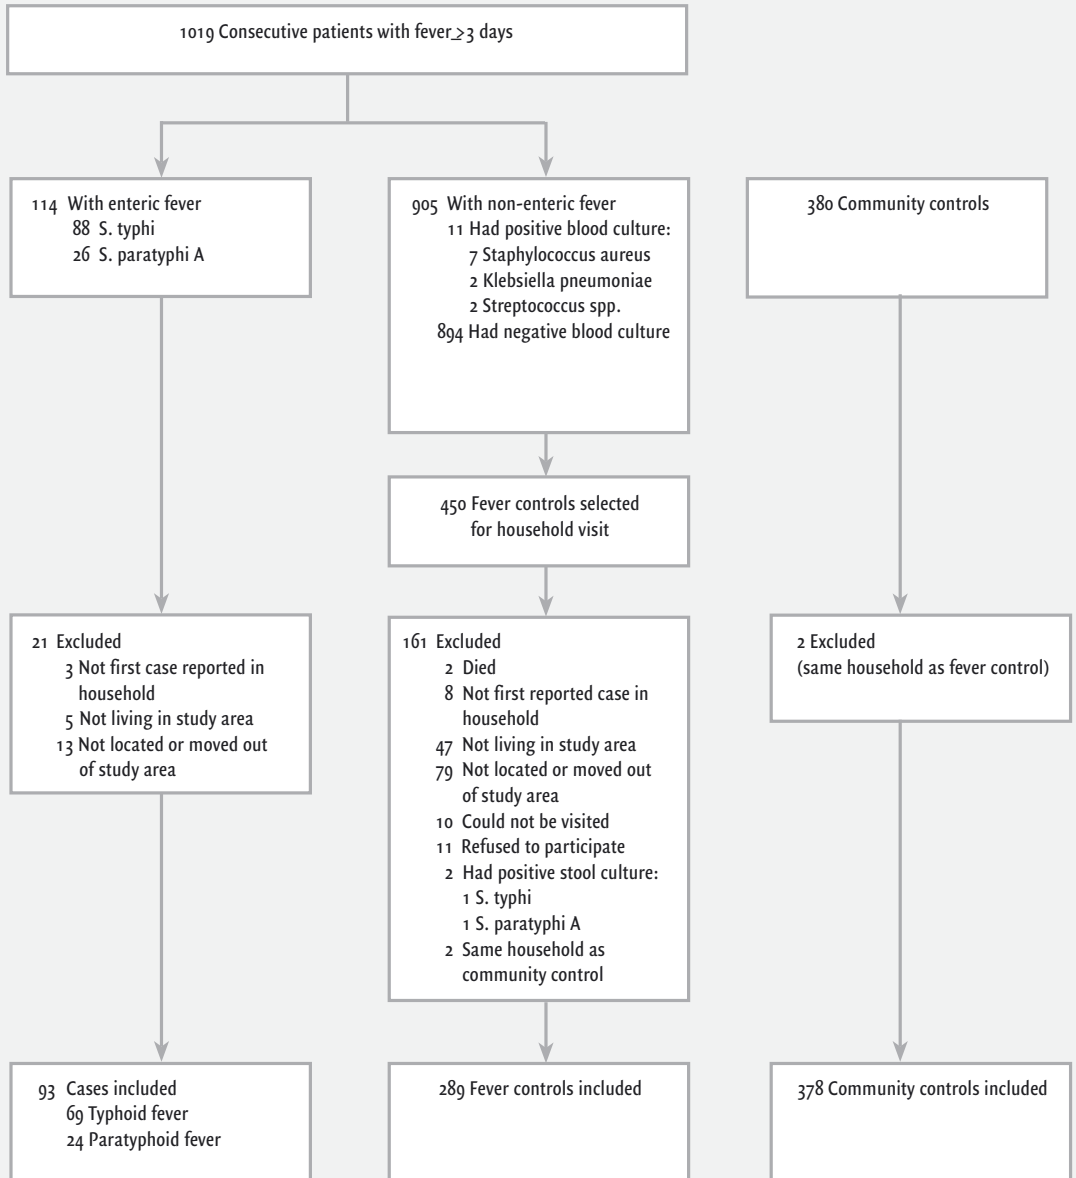 1019 Consecutive patients with fever ≥3 days
114 With enteric fever
88 S. typhi
26 S. paratyphi A
905 With non-enteric fever
11 Had positive blood culture:
7 Staphylococcus aureus
2 Klebsiella pneumoniae
2 Streptococcus spp.
894 Had negative blood culture
380 Community controls
450 Fever controls selected
for household visit
21 Excluded
3 Not first case reported in
household
5 Not living in study area
13 Not located or moved out
of study area
161 Excluded
2 Died
8 Not first reported case in
household
47 Not living in study area
79 Not located or moved out
of study area
10 Could not be visited
11 Refused to participate
2 Had positive stool culture:
1 S. typhi
1 S. paratyphi A
2 Same household as
community control
2 Excluded
(same household as fever control)
93 Cases included
69 Typhoid fever
24 Paratyphoid fever
289 Fever controls included
378 Community controls included